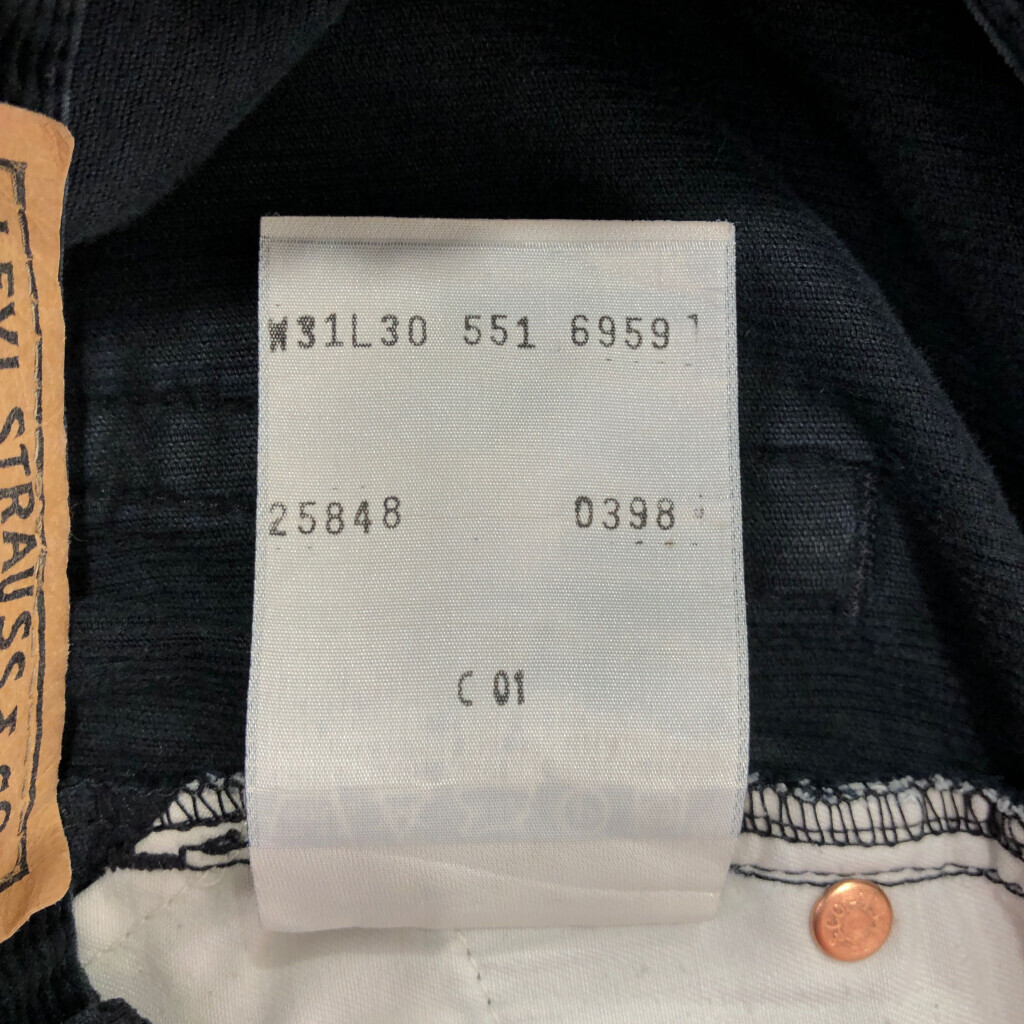 LEVI STRAUSS & CO
W31L30 551 6959
25848 0398
C 01